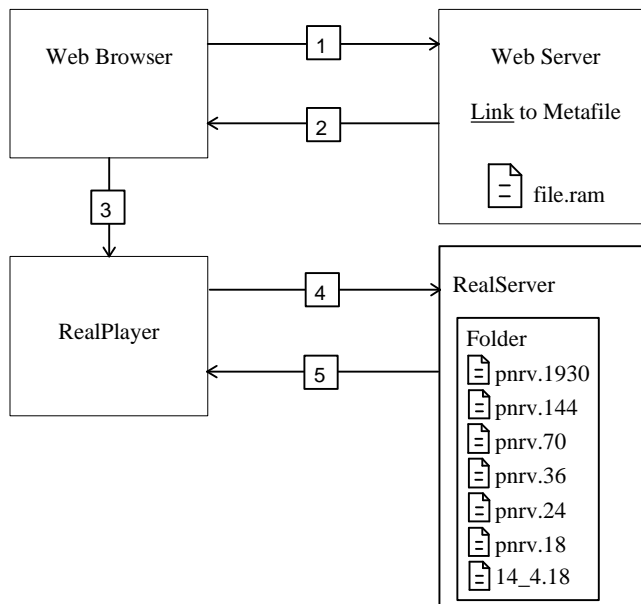 Web Browser
1
Web Server
Link to Metafile
2
file.ram
3
RealPlayer
4
RealServer
5
Folder
pnrv.1930
pnrv.144
pnrv.70
pnrv.36
pnrv.24
pnrv.18
14_4.18